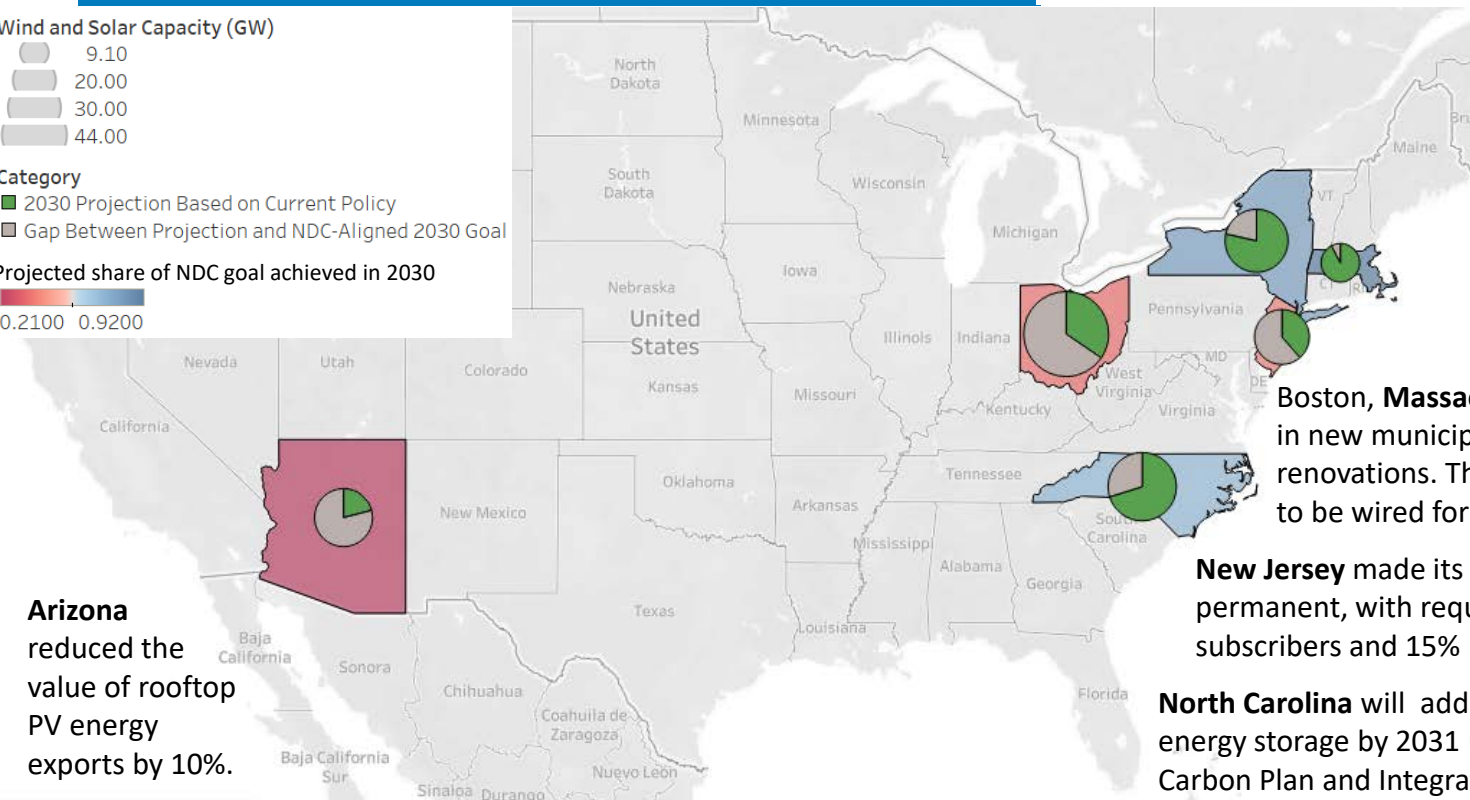 Wind and Solar Capacity (GW)
9.10
20.00
30.00
44.00
Category
2030 Projection Based on Current Policy
Gap Between Projection and NDC-Aligned 2030 Goal
Projected share of NDC goal achieved in 2030
0.2100 0.9200
North
Dakota
Minnesota
South
Dakota
Wisconsin
Michigan
Maine
VT
CT
RI
Iowa
Nebraska
United
States
Illinois
Indiana
Pennsylvania
Nevada
Utah
Colorado
Kansas
Missouri
West
Virginia
MD
DE
Kentucky
Virginia
California
Oklahoma
Tennessee
Arkansas
New Mexico
South
Carolina
Mississippi
Alabama
Georgia
Texas
Louisiana
Florida
Baja
California
Sonora
Chihuahua
Coahuila de
Zaragoza
Baja California
Sur
Sinaloa
Durango
Nuevo León
Arizona
reduced the
value of rooftop
PV energy
exports by 10%.
Boston, Massa
in new municip
renovations. Th
to be wired for
New Jersey made its
permanent, with requ
subscribers and 15%
North Carolina will add
energy storage by 2031
Carbon Plan and Integra